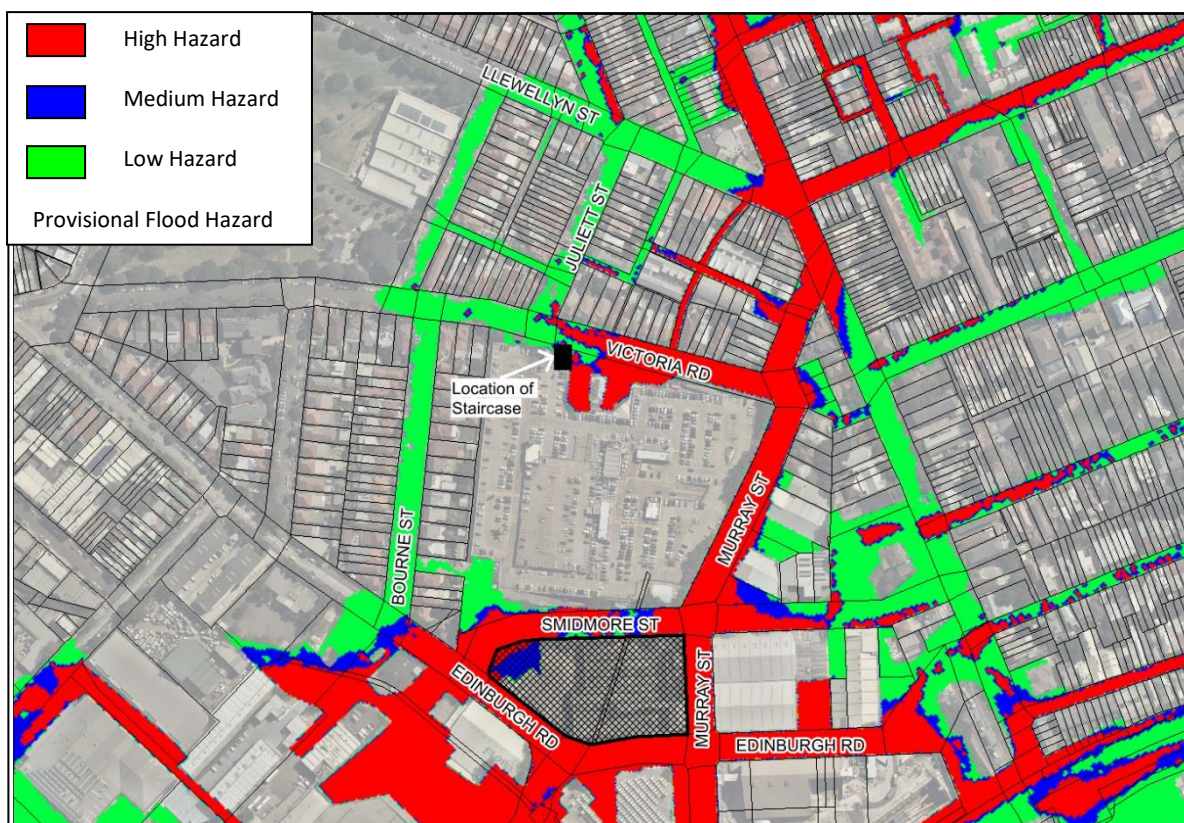 High Hazard
Medium Hazard
Low Hazard
Provisional Flood Hazard
LLEWELLYN ST
JULIETT ST
VICTORIA RD
Location of
Staircase
MURRAY ST
BOURNE ST
SMIDMORE ST
EDINBURGH RD
MURRAY ST
EDINBURGH RD